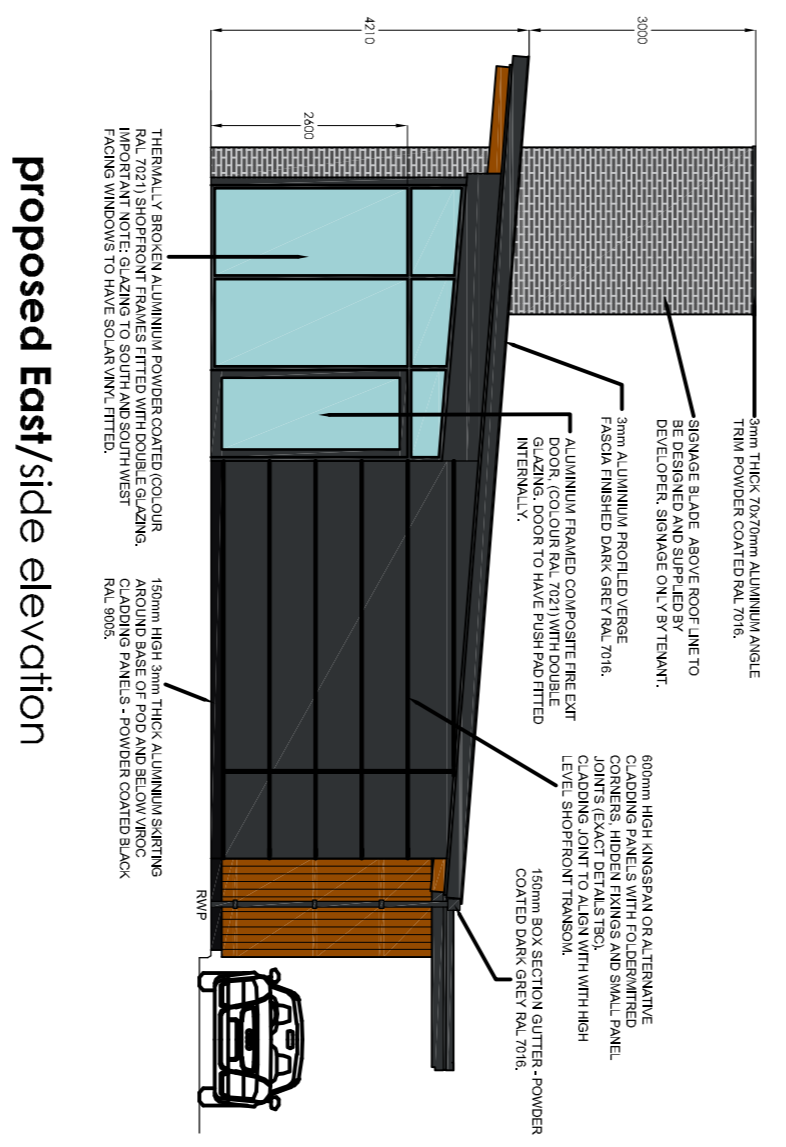 3mm THICK 70x70mm ALUMINIUM ANGLE
TRIM POWDER COATED RAL 7016.
SIGNAGE BLADE ABOVE ROOF LINE TO
BE DESIGNED AND SUPPLIED BY
DEVELOPER. SIGNAGE ONLY BY TENANT.
3mm ALUMINIUM PROFILED VERGE
FASCIA FINISHED DARK GREY RAL 7016.
ALUMINIUM FRAMED COMPOSITE FIRE EXIT
DOOR, (COLOUR RAL 7021) WITH DOUBLE
GLAZING. DOOR TO HAVE PUSH PAD FITTED
INTERNALLY.
600mm HIGH KINGSPAN OR ALTERNATIVE
CLADDING PANELS WITH FOLDER/MITRED
CORNERS, HIDDEN FIXINGS AND SMALL PANEL
JOINTS (EXACT DETAILS TBC).
CLADDING JOINT TO ALIGN WITH WITH HIGH
LEVEL SHOPFRONT TRANSOM.
150mm BOX SECTION GUTTER - POWDER
COATED DARK GREY RAL 7016.
3000
4210
2600
RWP
THERMALLY BROKEN ALUMINIUM POWDER COATED (COLOUR
RAL 7021) SHOPFRONT FRAMES FITTED WITH DOUBLE GLAZING.
IMPORTANT NOTE: GLAZING TO SOUTH AND SOUTH WEST
FACING WINDOWS TO HAVE SOLAR VINYL FITTED.
150mm HIGH 3mm THICK ALUMINIUM SKIRTING
AROUND BASE OF POD AND BELOW VIROC
CLADDING PANELS - POWDER COATED BLACK
RAL 9005.
proposed East/side elevation